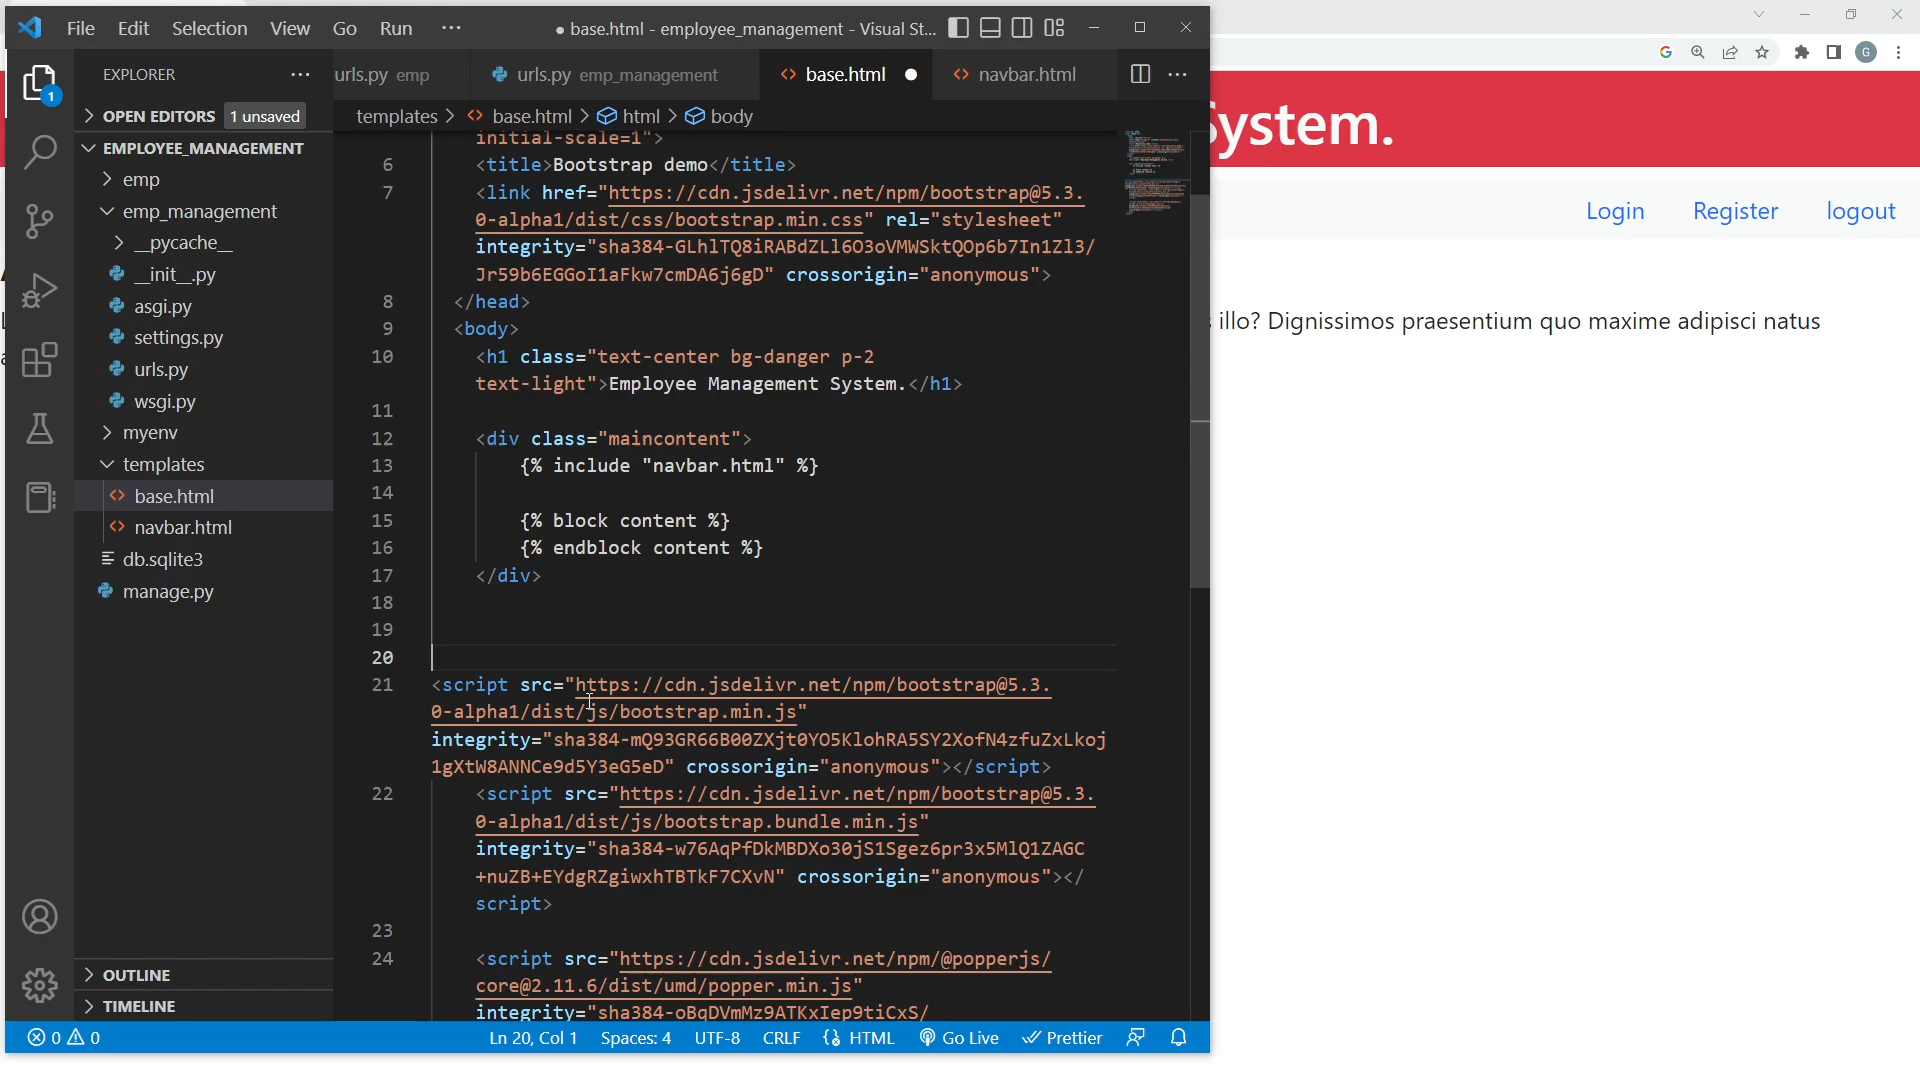 File Edit Selection View Go Run ···
● base.html - employee_management - Visual St...
EXPLORER
OPEN EDITORS 1 unsaved
EMPLOYEE_MANAGEMENT
emp
emp_management
__pycache__
__init__.py
asgi.py
settings.py
urls.py
wsgi.py
myenv
templates
base.html
navbar.html
db.sqlite3
manage.py
OUTLINE
TIMELINE
1
urls.py emp
urls.py emp_management
base.html
navbar.html
templates > base.html > html > body
initial-scale=1">
6 <title>Bootstrap demo</title>
7 <link href="https://cdn.jsdelivr.net/npm/bootstrap@5.3.
0-alpha1/dist/css/bootstrap.min.css" rel="stylesheet"
integrity="sha384-GLhlTQ8iRABdZLl6O3oVMWSktQOp6b7In1Zl3/
Jr59b6EGGoI1aFkw7cmDA6j6gD" crossorigin="anonymous">
8 </head>
9 <body>
10 <h1 class="text-center bg-danger p-2
text-light">Employee Management System.</h1>
11
12 <div class="maincontent">
13 {% include "navbar.html" %}
14
15 {% block content %}
16 {% endblock content %}
17 </div>
18
19
20
21 <script src="https://cdn.jsdelivr.net/npm/bootstrap@5.3.
0-alpha1/dist/js/bootstrap.min.js"
integrity="sha384-mQ93GR66B00ZXjt0YO5KlohRA5SY2XofN4zfuZxLkoj
1gXtW8ANNCe9d5Y3eG5eD" crossorigin="anonymous"></script>
22 <script src="https://cdn.jsdelivr.net/npm/bootstrap@5.3.
0-alpha1/dist/js/bootstrap.bundle.min.js"
integrity="sha384-w76AqPfDkMBDXo30jS1Sgez6pr3x5MlQ1ZAGC
+nuZB+EYdgRZgiwxhTBTkF7CXvN" crossorigin="anonymous"></
script>
23
24 <script src="https://cdn.jsdelivr.net/npm/@popperjs/
core@2.11.6/dist/umd/popper.min.js"
integrity="sha384-oBqDVmMz9ATKxIep9tiCxS/
0 0
Ln 20, Col 1 Spaces: 4 UTF-8 CRLF HTML Go Live Prettier
G
System.
Login Register logout
illo? Dignissimos praesentium quo maxime adipisci natus